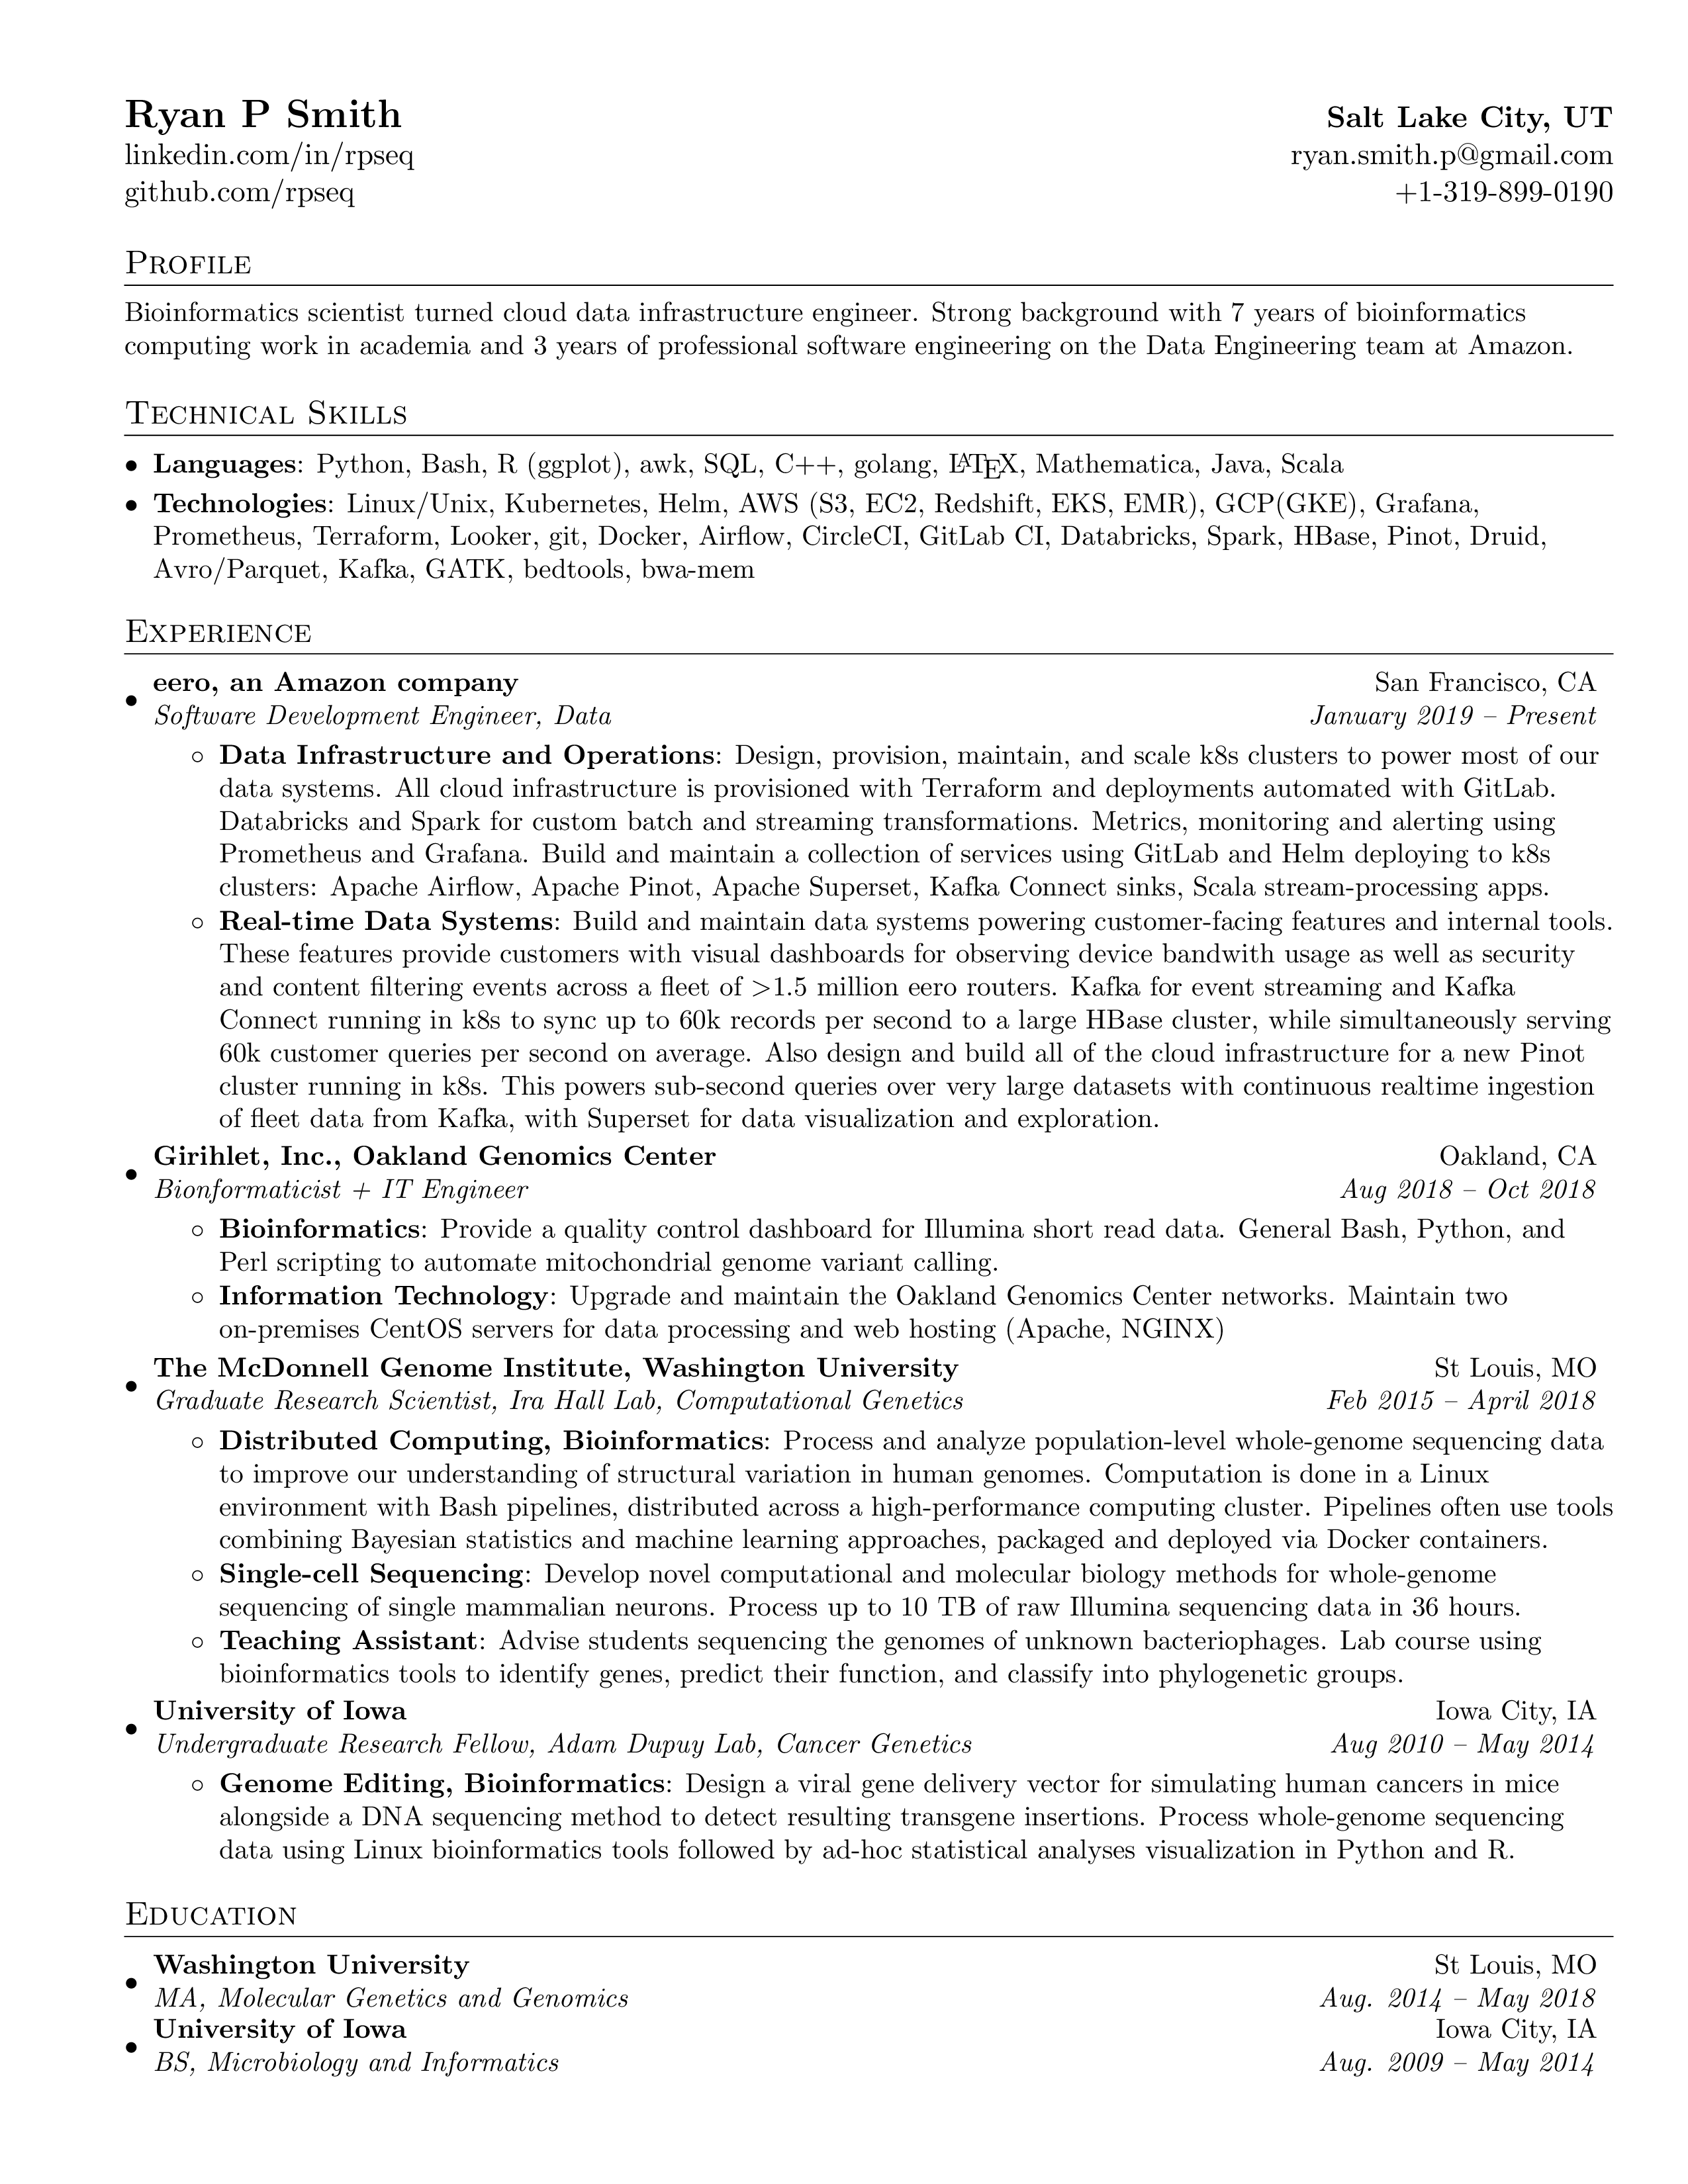 Ryan P Smith
Salt Lake City, UT
linkedin.com/in/rpseq
ryan.smith.p@gmail.com
github.com/rpseq
+1-319-899-0190
Profile
Bioinformatics scientist turned cloud data infrastructure engineer. Strong background with 7 years of bioinformatics
computing work in academia and 3 years of professional software engineering on the Data Engineering team at Amazon.
Technical Skills
• Languages: Python, Bash, R (ggplot), awk, SQL, C++, golang, LATEX, Mathematica, Java, Scala
• Technologies: Linux/Unix, Kubernetes, Helm, AWS (S3, EC2, Redshift, EKS, EMR), GCP(GKE), Grafana,
Prometheus, Terraform, Looker, git, Docker, Airflow, CircleCI, GitLab CI, Databricks, Spark, HBase, Pinot, Druid,
Avro/Parquet, Kafka, GATK, bedtools, bwa-mem
Experience
• eero, an Amazon company San Francisco, CA
Software Development Engineer, Data January 2019 – Present
◦ Data Infrastructure and Operations: Design, provision, maintain, and scale k8s clusters to power most of our
data systems. All cloud infrastructure is provisioned with Terraform and deployments automated with GitLab.
Databricks and Spark for custom batch and streaming transformations. Metrics, monitoring and alerting using
Prometheus and Grafana. Build and maintain a collection of services using GitLab and Helm deploying to k8s
clusters: Apache Airflow, Apache Pinot, Apache Superset, Kafka Connect sinks, Scala stream-processing apps.
◦ Real-time Data Systems: Build and maintain data systems powering customer-facing features and internal tools.
These features provide customers with visual dashboards for observing device bandwith usage as well as security
and content filtering events across a fleet of >1.5 million eero routers. Kafka for event streaming and Kafka
Connect running in k8s to sync up to 60k records per second to a large HBase cluster, while simultaneously serving
60k customer queries per second on average. Also design and build all of the cloud infrastructure for a new Pinot
cluster running in k8s. This powers sub-second queries over very large datasets with continuous realtime ingestion
of fleet data from Kafka, with Superset for data visualization and exploration.
• Girihlet, Inc., Oakland Genomics Center Oakland, CA
Bionformaticist + IT Engineer Aug 2018 – Oct 2018
◦ Bioinformatics: Provide a quality control dashboard for Illumina short read data. General Bash, Python, and
Perl scripting to automate mitochondrial genome variant calling.
◦ Information Technology: Upgrade and maintain the Oakland Genomics Center networks. Maintain two
on-premises CentOS servers for data processing and web hosting (Apache, NGINX)
• The McDonnell Genome Institute, Washington University St Louis, MO
Graduate Research Scientist, Ira Hall Lab, Computational Genetics Feb 2015 – April 2018
◦ Distributed Computing, Bioinformatics: Process and analyze population-level whole-genome sequencing data
to improve our understanding of structural variation in human genomes. Computation is done in a Linux
environment with Bash pipelines, distributed across a high-performance computing cluster. Pipelines often use tools
combining Bayesian statistics and machine learning approaches, packaged and deployed via Docker containers.
◦ Single-cell Sequencing: Develop novel computational and molecular biology methods for whole-genome
sequencing of single mammalian neurons. Process up to 10 TB of raw Illumina sequencing data in 36 hours.
◦ Teaching Assistant: Advise students sequencing the genomes of unknown bacteriophages. Lab course using
bioinformatics tools to identify genes, predict their function, and classify into phylogenetic groups.
• University of Iowa Iowa City, IA
Undergraduate Research Fellow, Adam Dupuy Lab, Cancer Genetics Aug 2010 – May 2014
◦ Genome Editing, Bioinformatics: Design a viral gene delivery vector for simulating human cancers in mice
alongside a DNA sequencing method to detect resulting transgene insertions. Process whole-genome sequencing
data using Linux bioinformatics tools followed by ad-hoc statistical analyses visualization in Python and R.
Education
• Washington University St Louis, MO
MA, Molecular Genetics and Genomics Aug. 2014 – May 2018
• University of Iowa Iowa City, IA
BS, Microbiology and Informatics Aug. 2009 – May 2014